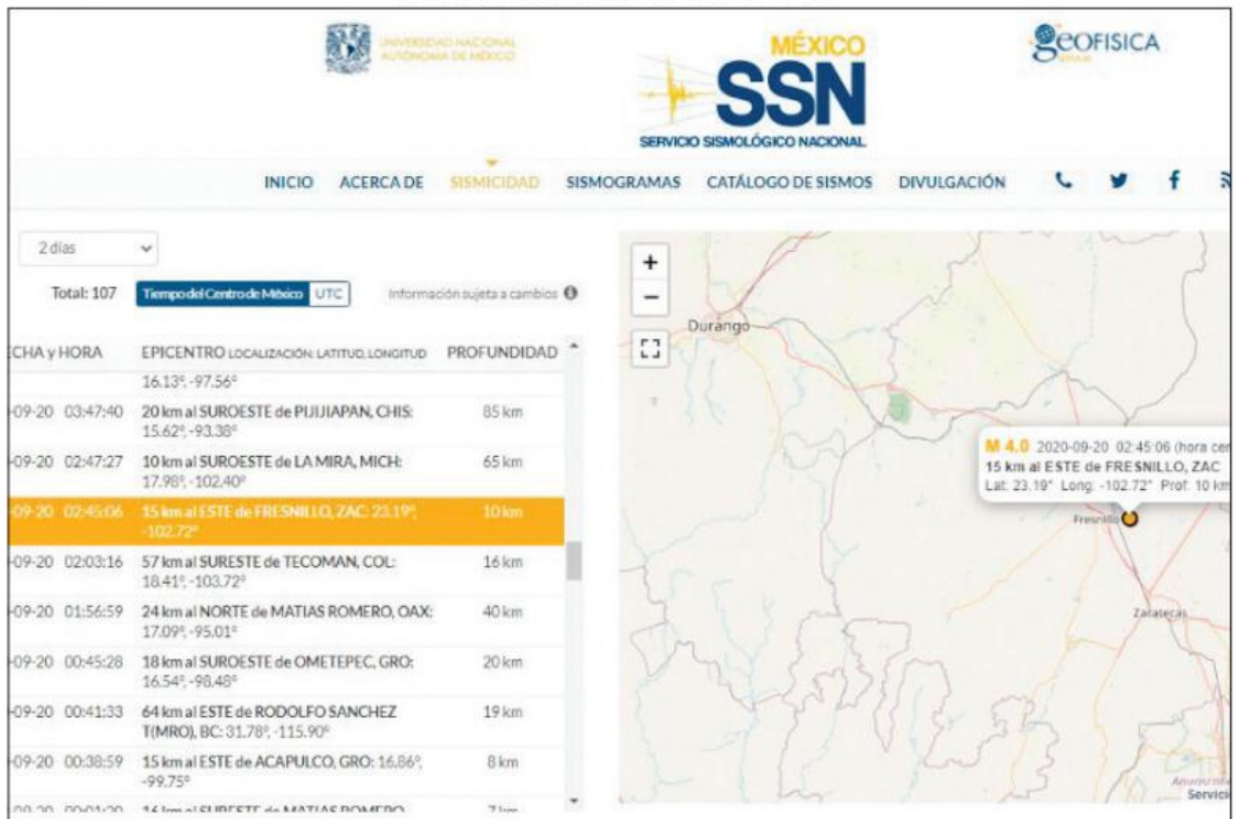 UNIVERSIDAD NACIONAL
AUTÓNOMA DE MÉXICO
MÉXICO
SSN
SERVICIO SISMOLÓGICO NACIONAL
GEOFISICA
INICIO ACERCA DE SISMICIDAD SISMOGRAMAS CATÁLOGO DE SISMOS DIVULGACIÓN
2 días
Total: 107 Tiempo del Centro de México UTC Información sujeta a cambios
ECHA y HORA EPICENTRO LOCALIZACIÓN: LATITUD, LONGITUD PROFUNDIDAD
16.13°, -97.56°
-09-20 03:47:40 20 km al SUROESTE de PIJIJIAPAN, CHIS: 85 km
15.62°, -93.38°
-09-20 02:47:27 10 km al SUROESTE de LA MIRA, MICH: 65 km
17.98°, -102.40°
-09-20 02:45:06 15 km al ESTE de FRESNILLO, ZAC: 23.19°, 10 km
-102.72°
-09-20 02:03:16 57 km al SURESTE de TECOMAN, COL: 16 km
18.41°, -103.72°
-09-20 01:56:59 24 km al NORTE de MATIAS ROMERO, OAX: 40 km
17.09°, -95.01°
-09-20 00:45:28 18 km al SUROESTE de OMETEPEC, GRO: 20 km
16.54°, -98.48°
-09-20 00:41:33 64 km al ESTE de RODOLFO SANCHEZ 19 km
T(MRO), BC: 31.78°, -115.90°
-09-20 00:38:59 15 km al ESTE de ACAPULCO, GRO: 16.86°, 8 km
-99.75°
+
−
Durango
M 4.0 2020-09-20 02:45:06 (hora cen
15 km al ESTE de FRESNILLO, ZAC
Lat: 23.19° Long: -102.72° Prof: 10 km
Fresnillo
Zacatecas
Servici